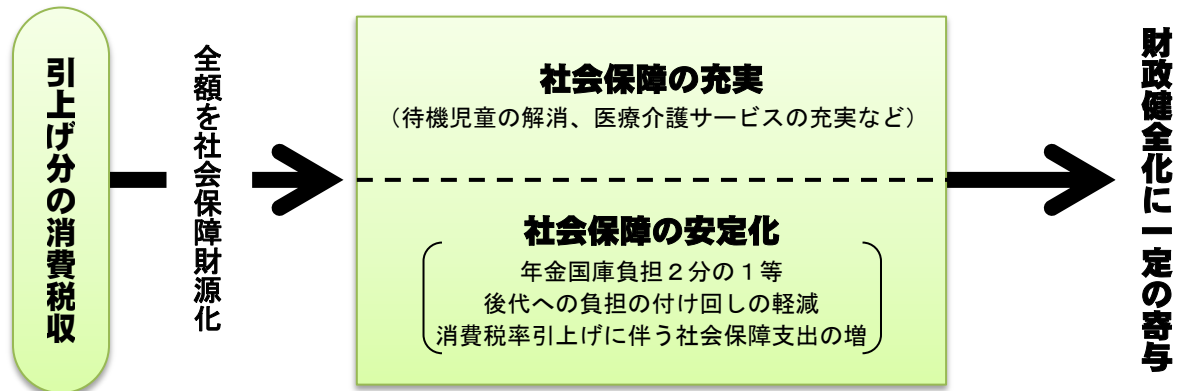 引上げ分の消費税収
全額を社会保障財源化
社会保障の充実
（待機児童の解消、医療介護サービスの充実など）
社会保障の安定化
年金国庫負担２分の１等
後代への負担の付け回しの軽減
消費税率引上げに伴う社会保障支出の増
財政健全化に一定の寄与